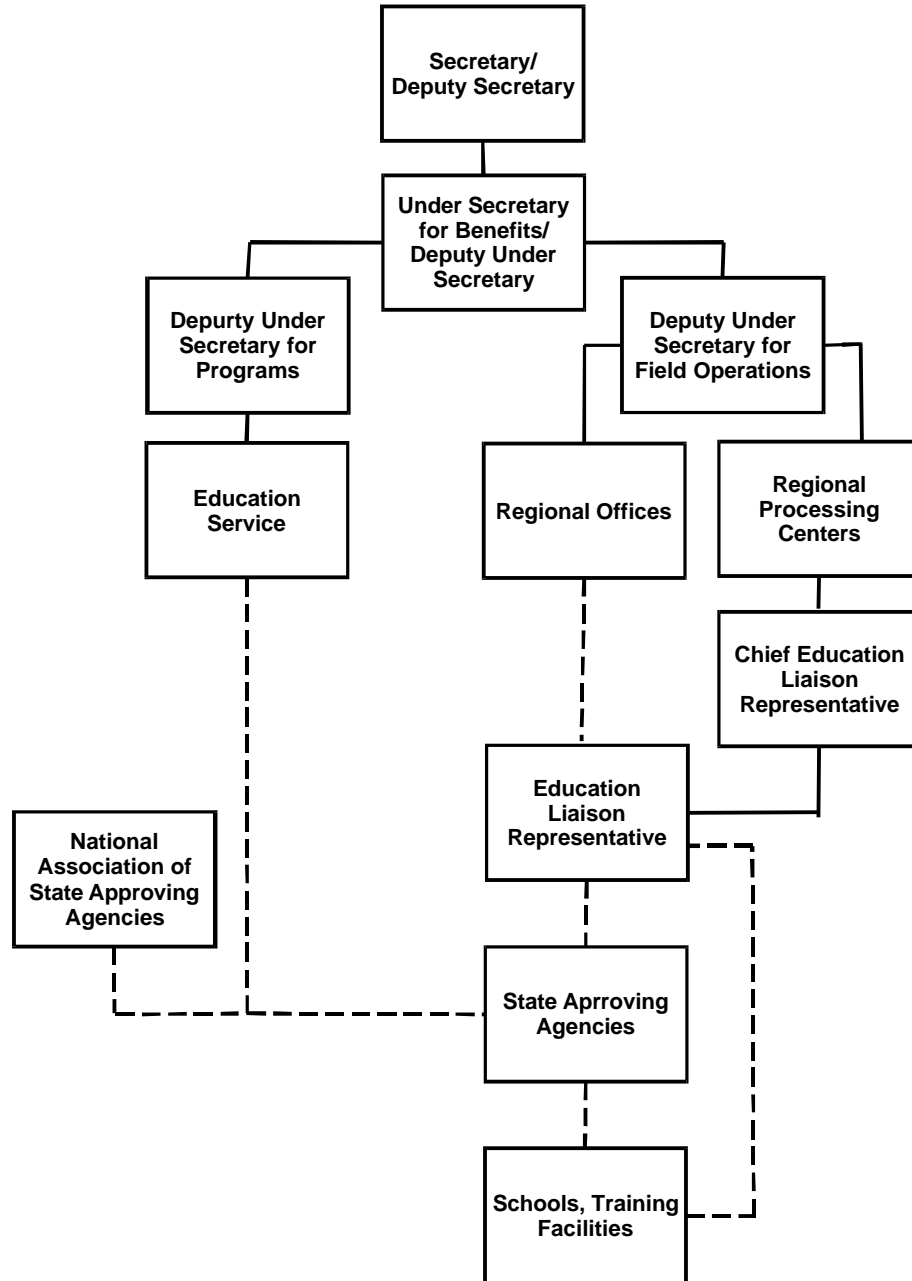 Secretary/
Deputy Secretary
Under Secretary
for Benefits/
Deputy Under
Secretary
Depurty Under
Secretary for
Programs
Deputy Under
Secretary for
Field Operations
Education
Service
Regional Offices
Regional
Processing
Centers
Chief Education
Liaison
Representative
Education
Liaison
Representative
National
Association of
State Approving
Agencies
State Aprroving
Agencies
Schools, Training
Facilities